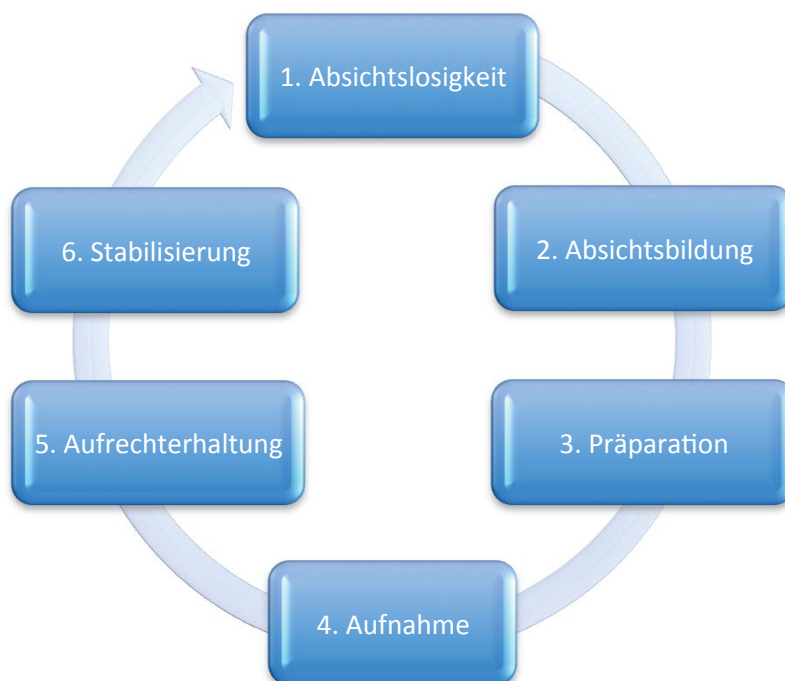 1. Absichtslosigkeit
2. Absichtsbildung
3. Präparation
4. Aufnahme
5. Aufrechterhaltung
6. Stabilisierung